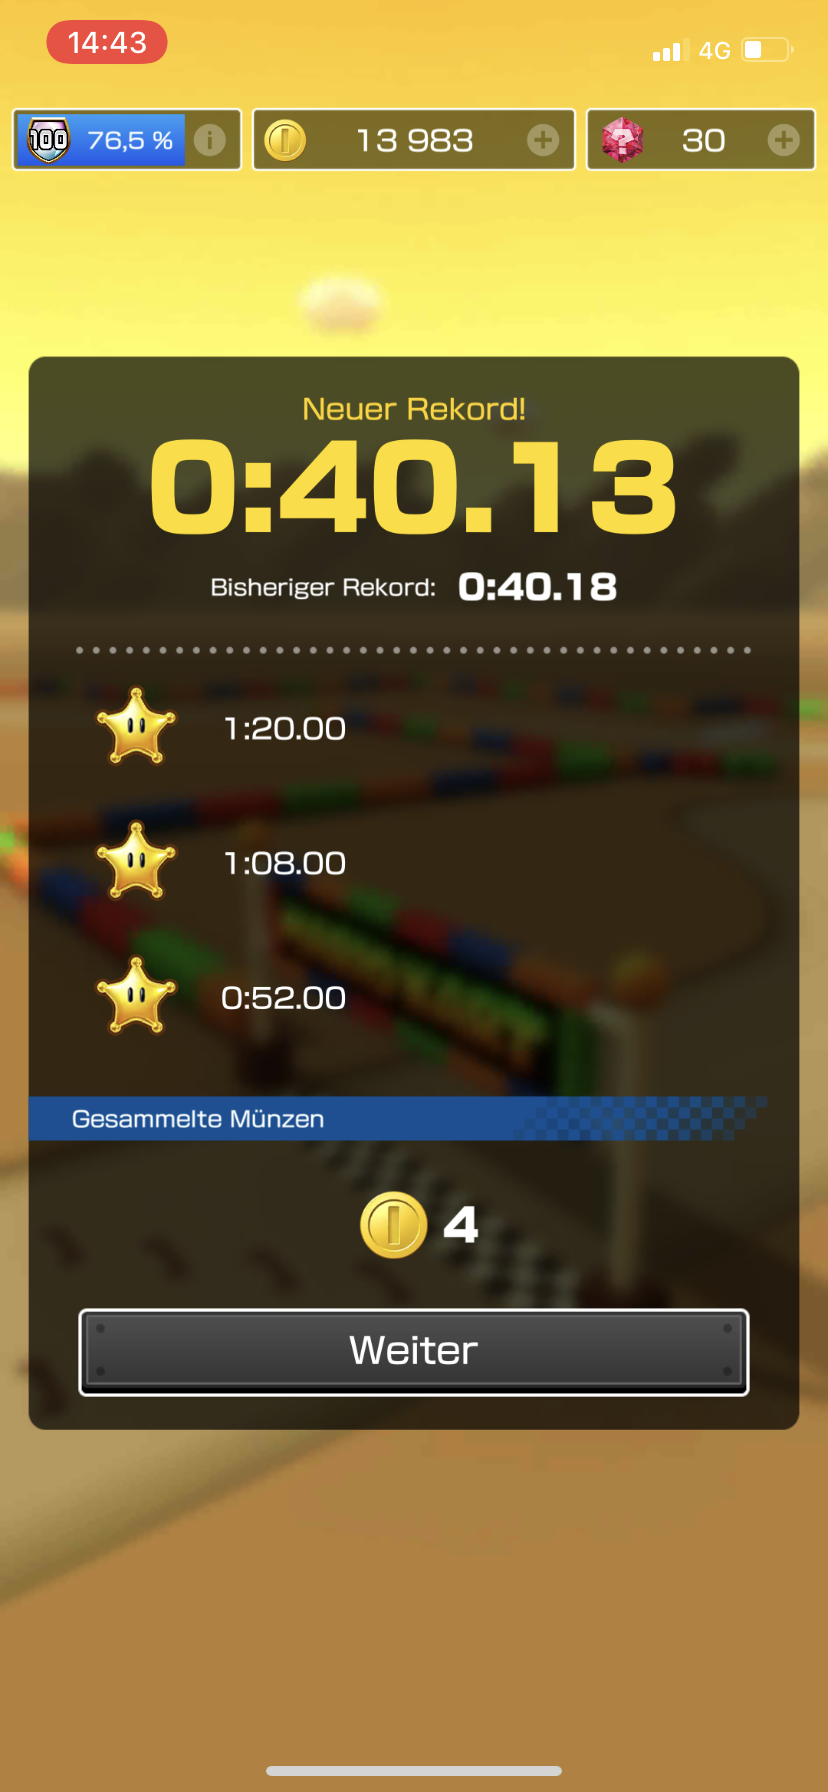 14:43
4G
100 76,5 % i
13 983 +
? 30 +
Neuer Rekord!
0:40.13
Bisheriger Rekord: 0:40.18
1:20.00
1:08.00
0:52.00
Gesammelte Münzen
4
Weiter